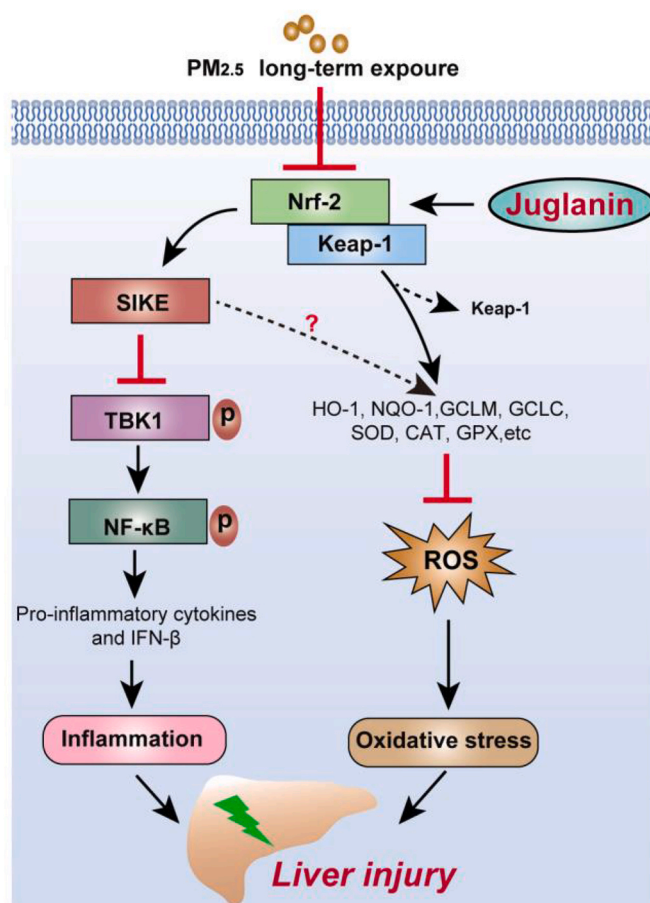 PM2.5 long-term expoure
Nrf-2
Juglanin
Keap-1
SIKE
Keap-1
?
HO-1, NQO-1,GCLM, GCLC,
SOD, CAT, GPX,etc
TBK1
p
NF-κB
p
ROS
Pro-inflammatory cytokines
and IFN-β
Inflammation
Oxidative stress
Liver injury